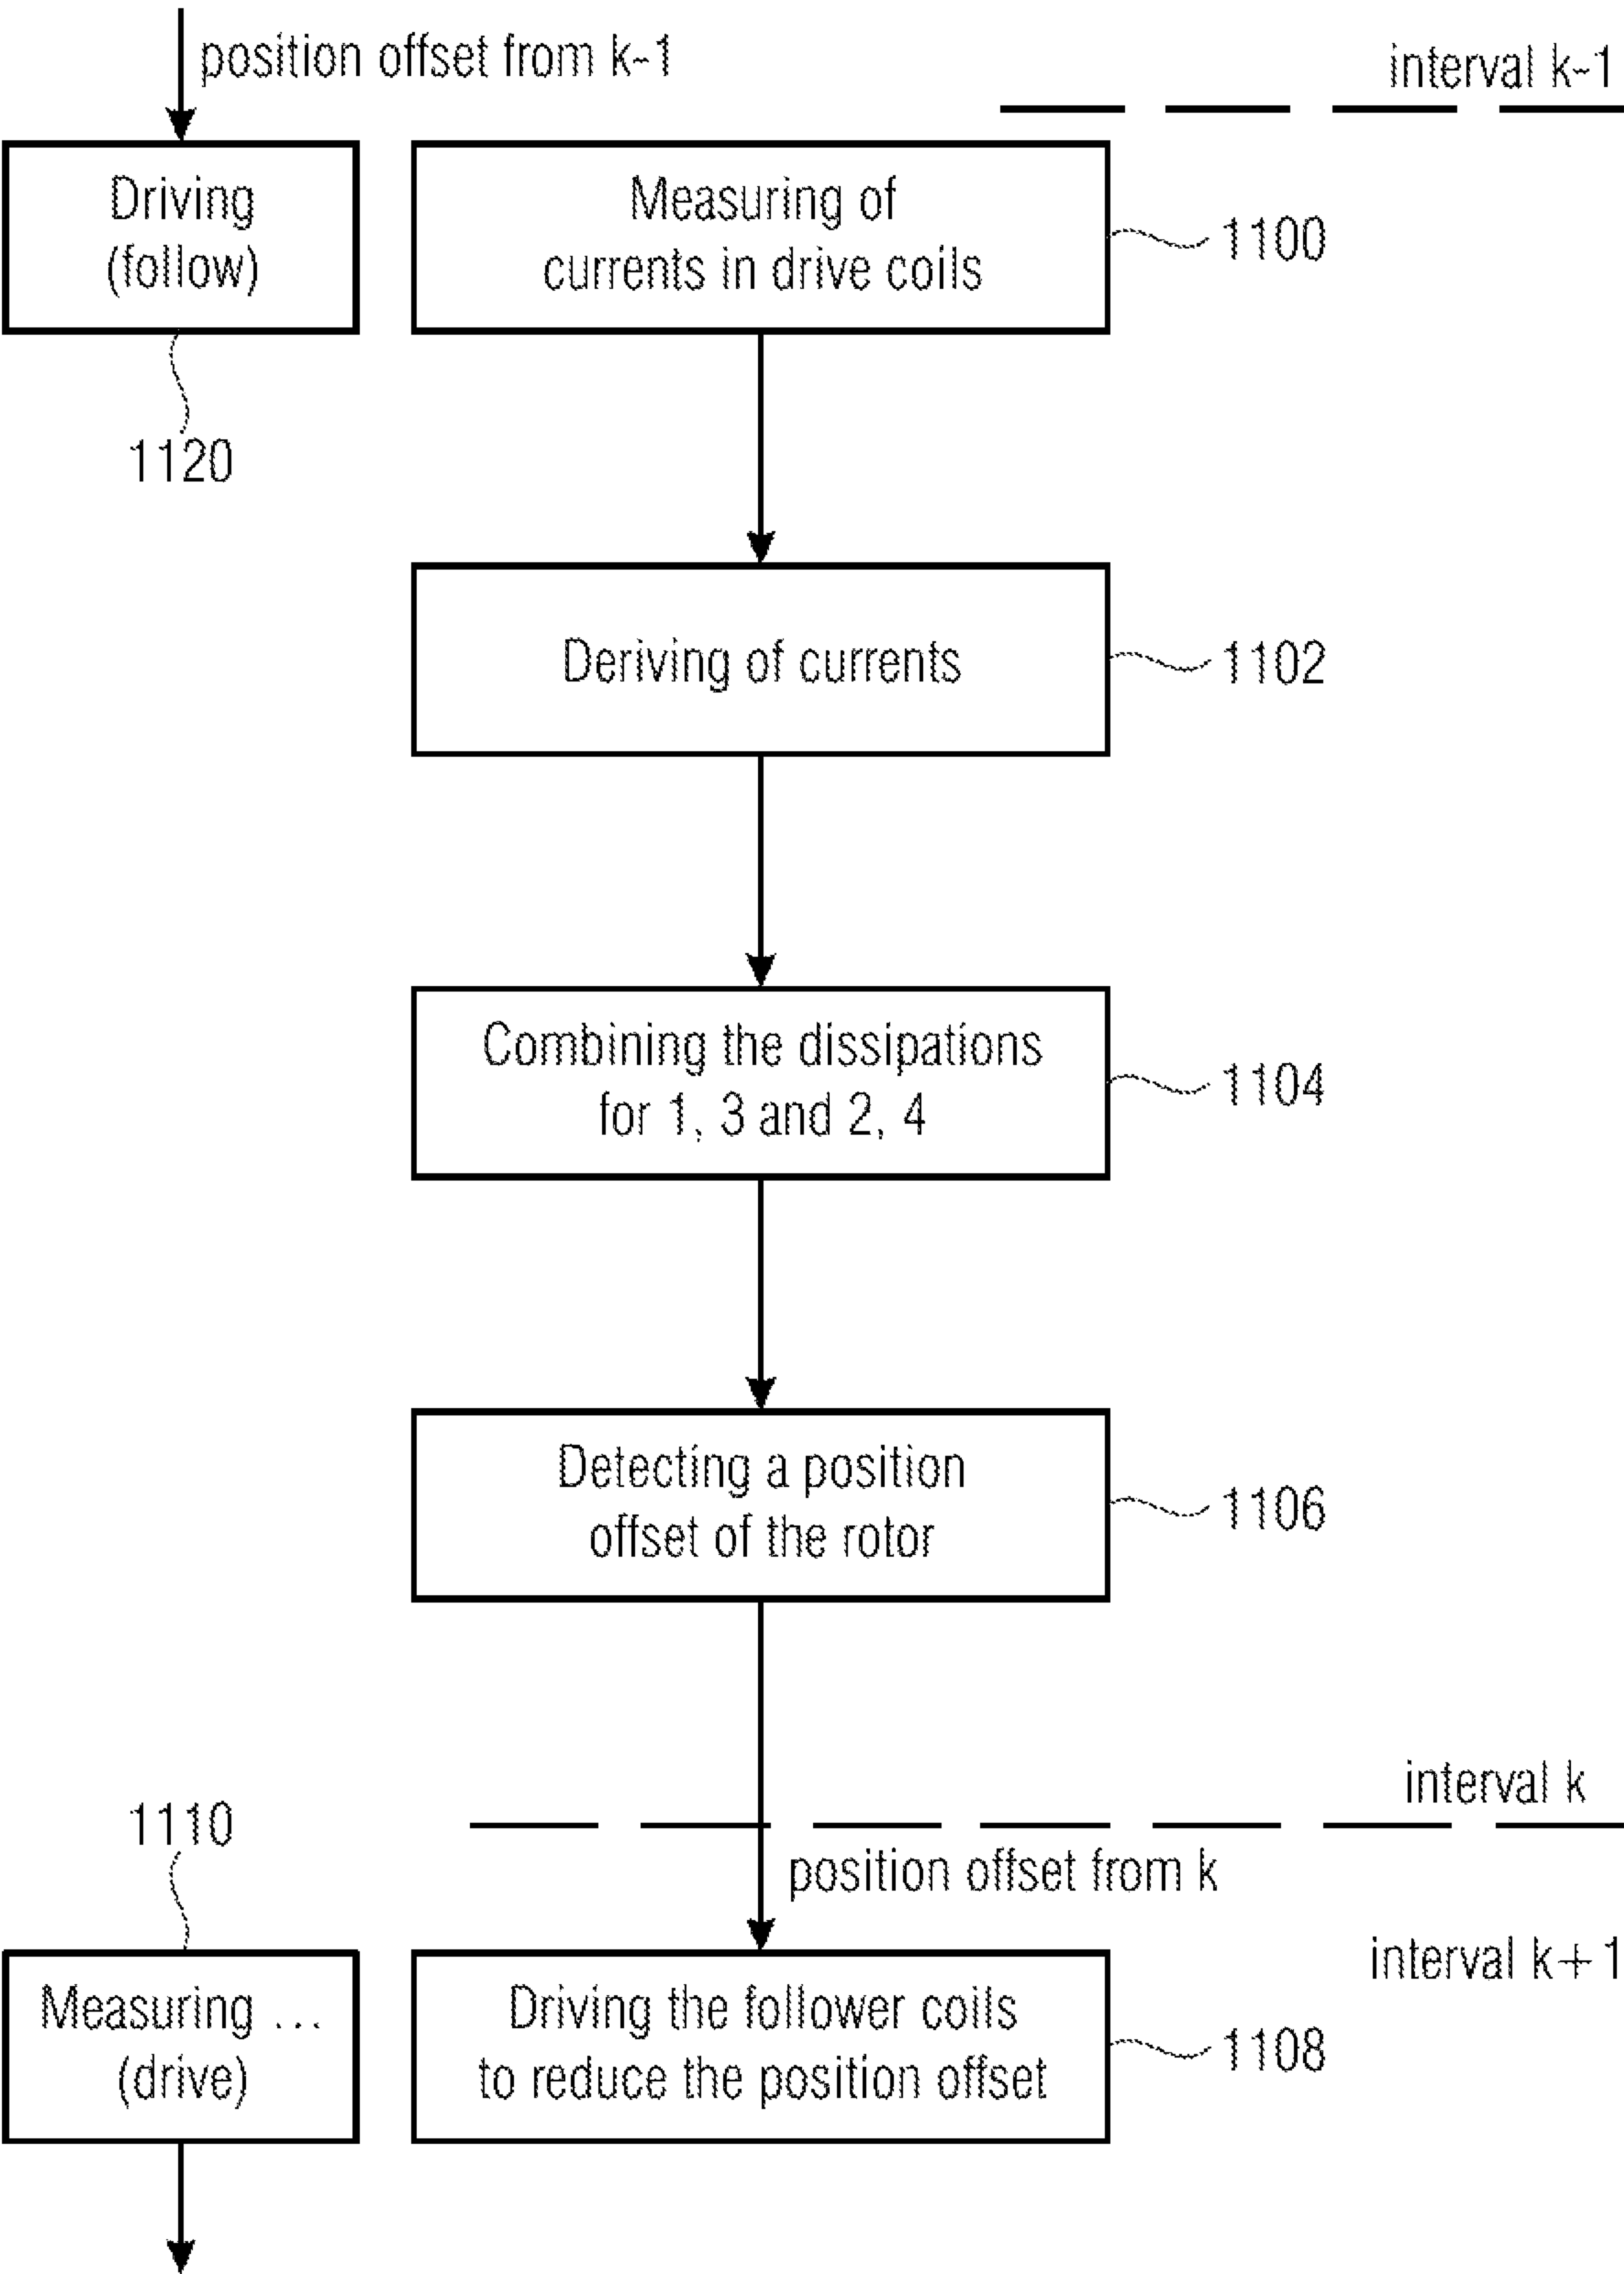 position offset from k-1
interval k-1
Driving
(follow)
Measuring of
currents in drive coils
1100
1120
Deriving of currents
1102
Combining the dissipations
for 1, 3 and 2, 4
1104
Detecting a position
offset of the rotor
1106
interval k
1110
position offset from k
interval k+1
Measuring ...
(drive)
Driving the follower coils
to reduce the position offset
1108